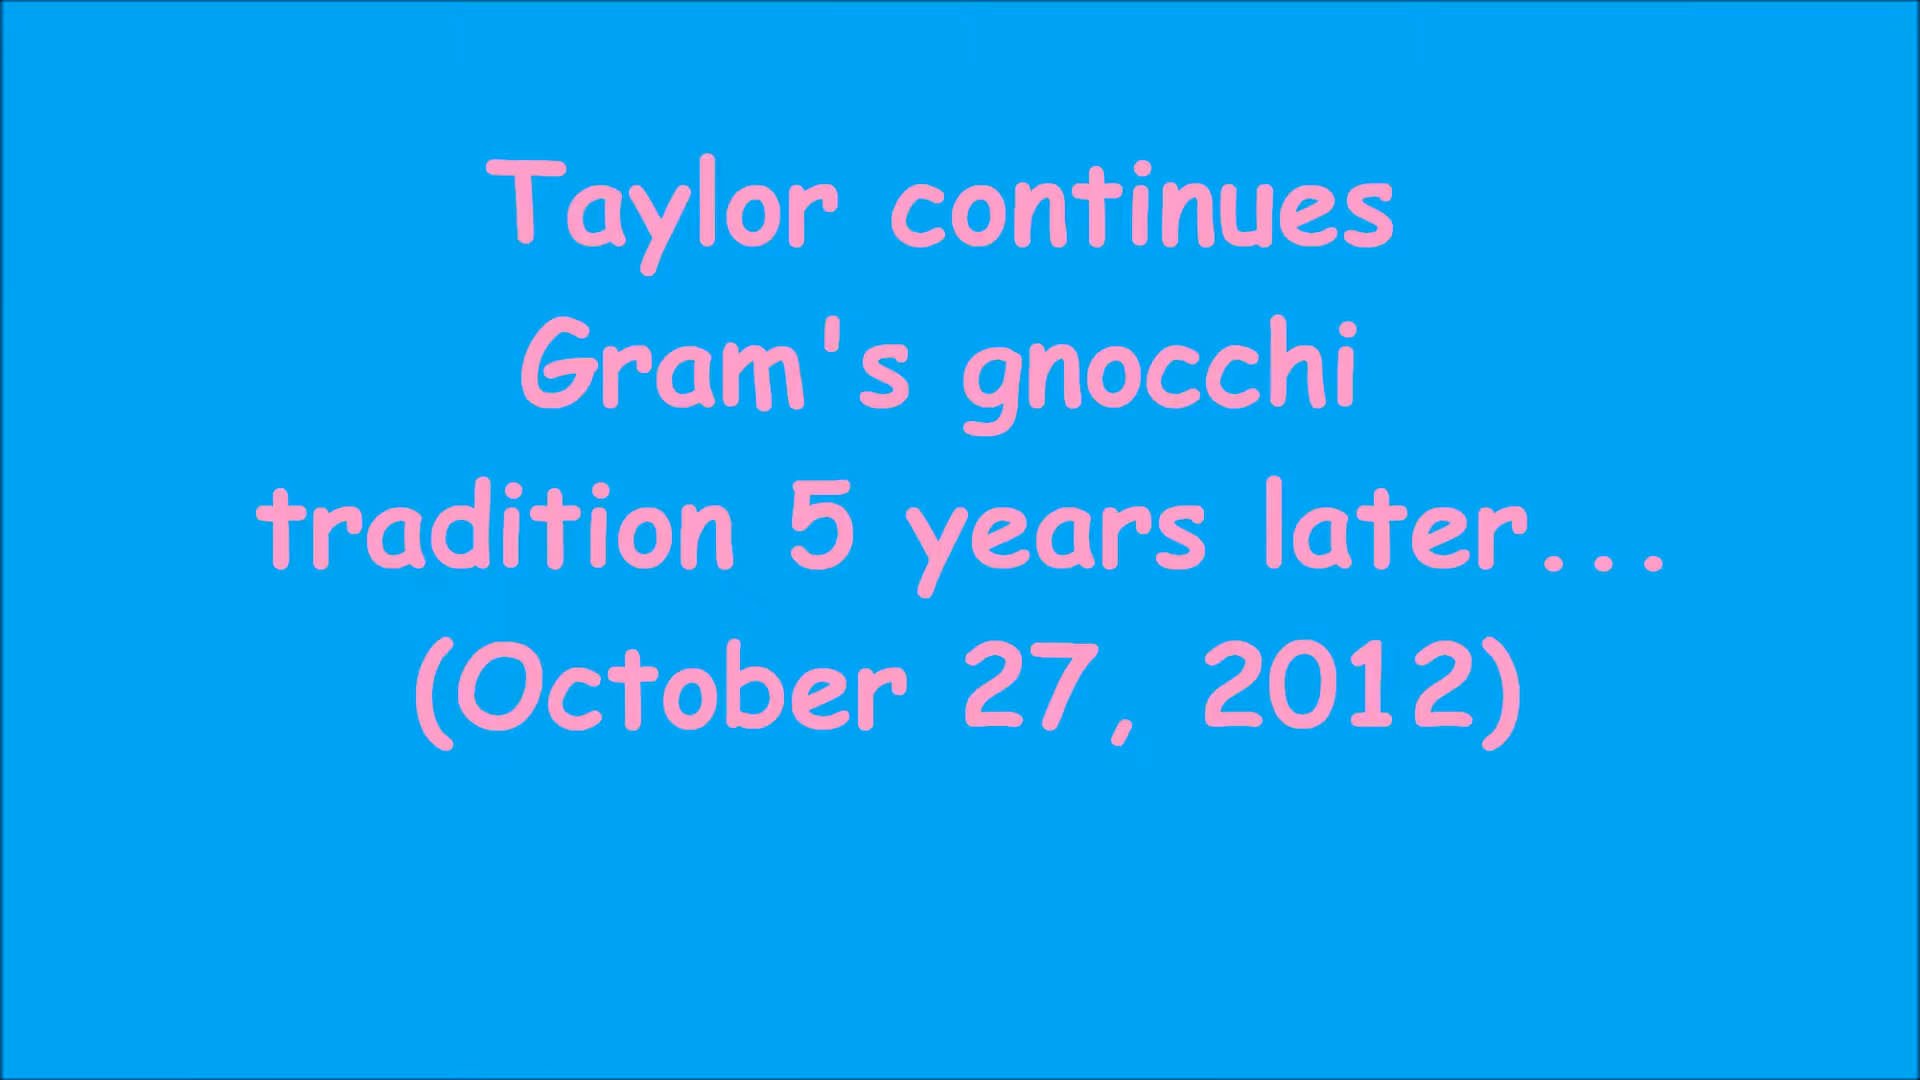 Taylor continues
Gram's gnocchi
tradition 5 years later...
(October 27, 2012)